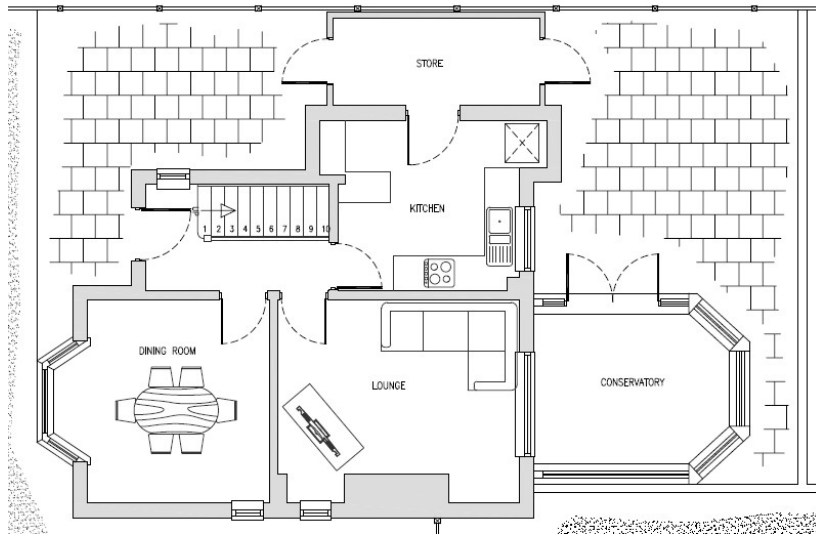 STORE
KITCHEN
1 2 3 4 5 6 7 8 9 10
DINING ROOM
LOUNGE
CONSERVATORY